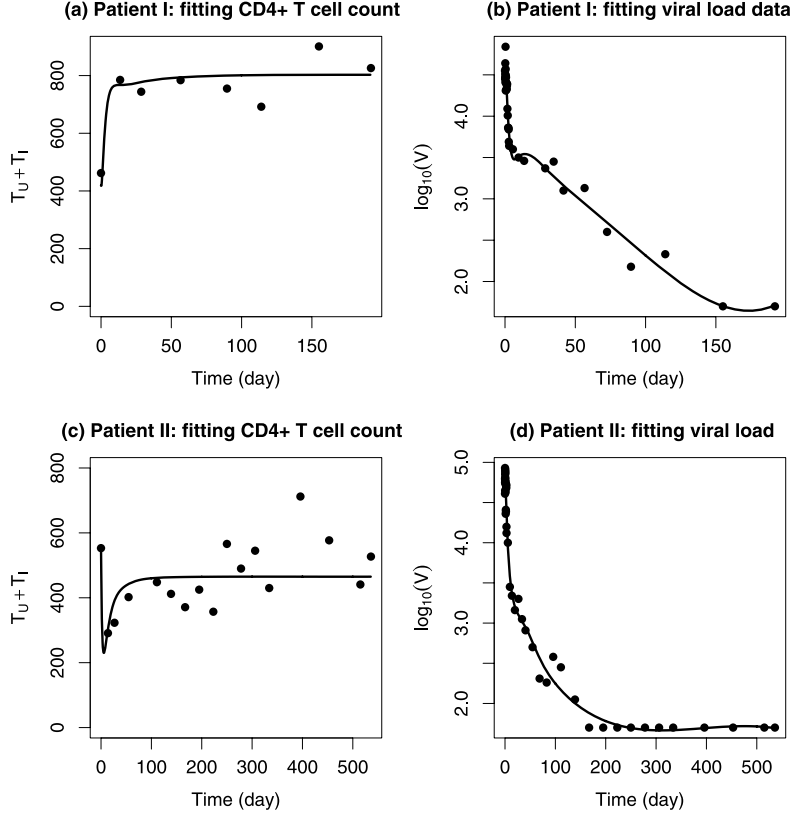 (a) Patient I: fitting CD4+ T cell count
800
600
400
200
0
T_U + T_I
0 50 100 150
Time (day)
(b) Patient I: fitting viral load data
4.0
3.0
2.0
log₁₀(V)
0 50 100 150
Time (day)
(c) Patient II: fitting CD4+ T cell count
800
600
400
200
0
T_U + T_I
0 100 200 300 400 500
Time (day)
(d) Patient II: fitting viral load
5.0
4.0
3.0
2.0
log₁₀(V)
0 100 200 300 400 500
Time (day)